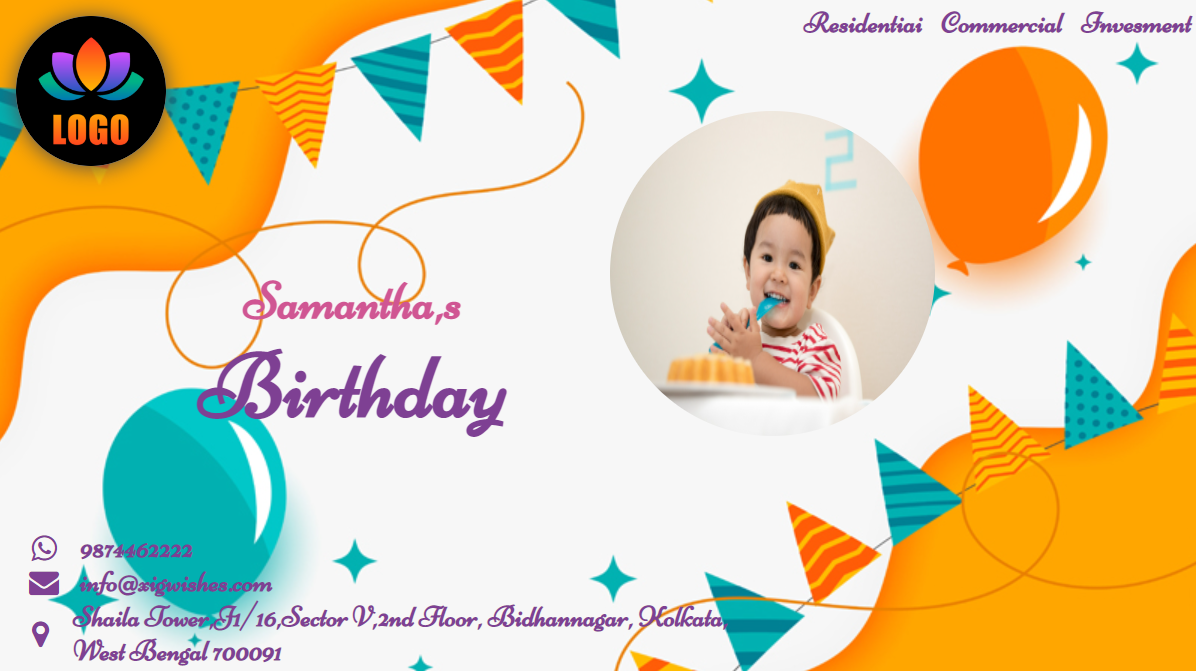 Residentiai Commercial Invesment
LOGO
2
Samantha,s
Birthday
9874462222
info@xigwishes.com
Shaila Tower,J1/16,Sector V,2nd Floor, Bidhannagar, Kolkata,
West Bengal 700091